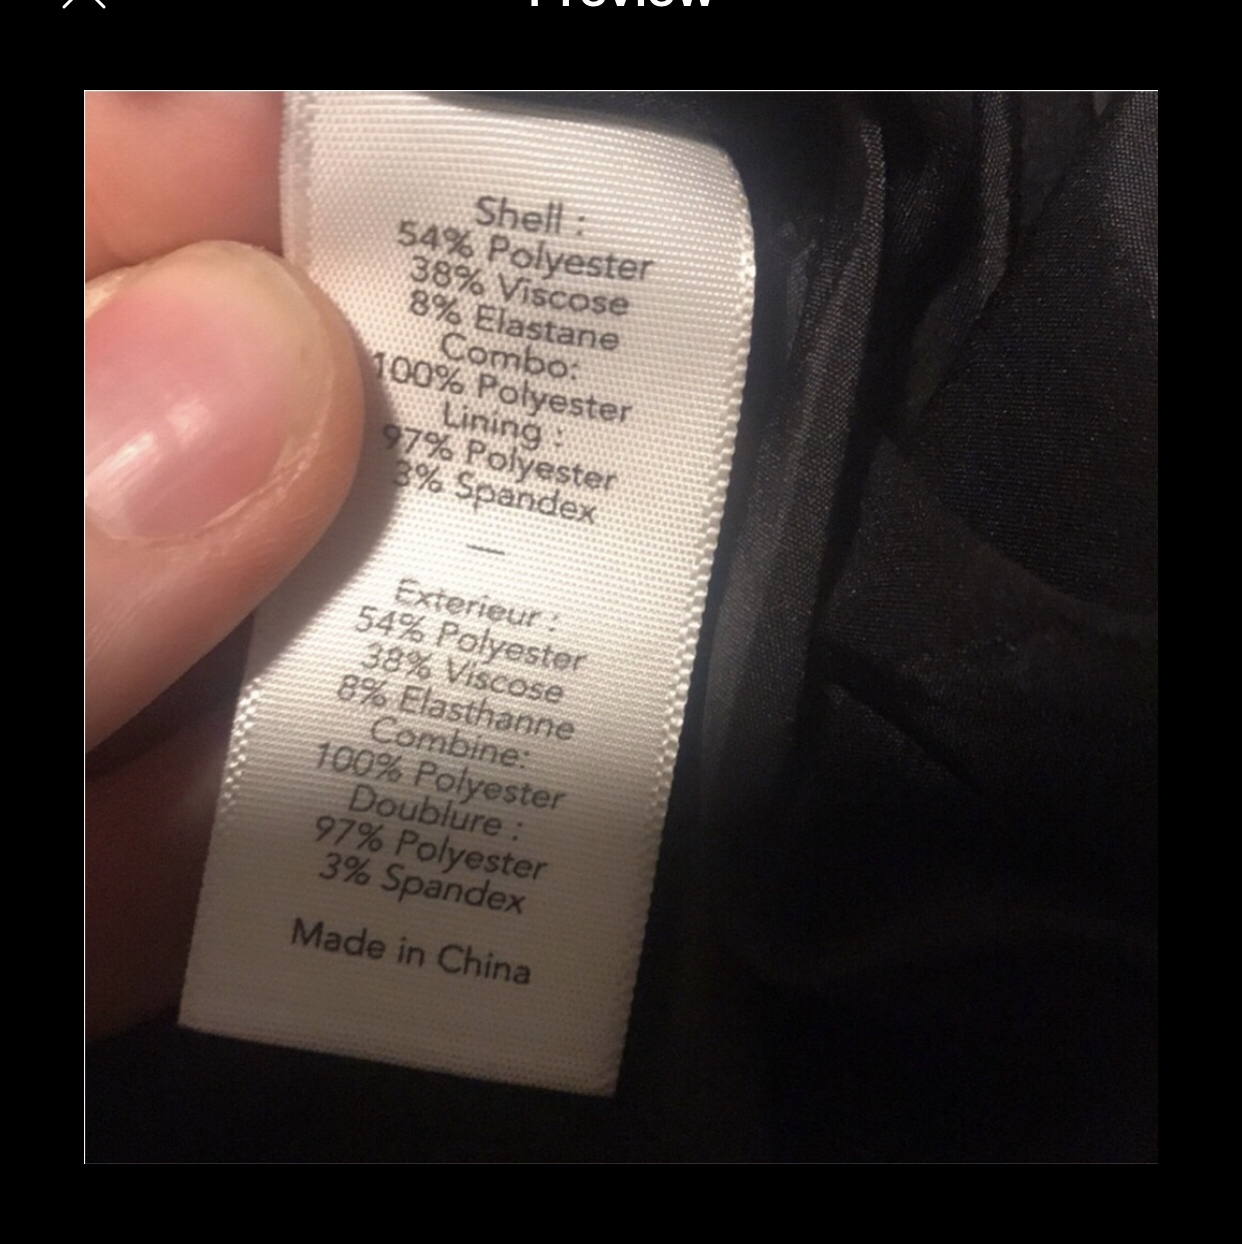 Preview
Shell :
54% Polyester
38% Viscose
8% Elastane
Combo:
100% Polyester
Lining :
97% Polyester
3% Spandex
—
Exterieur :
54% Polyester
38% Viscose
8% Elasthanne
Combine:
100% Polyester
Doublure :
97% Polyester
3% Spandex
Made in China